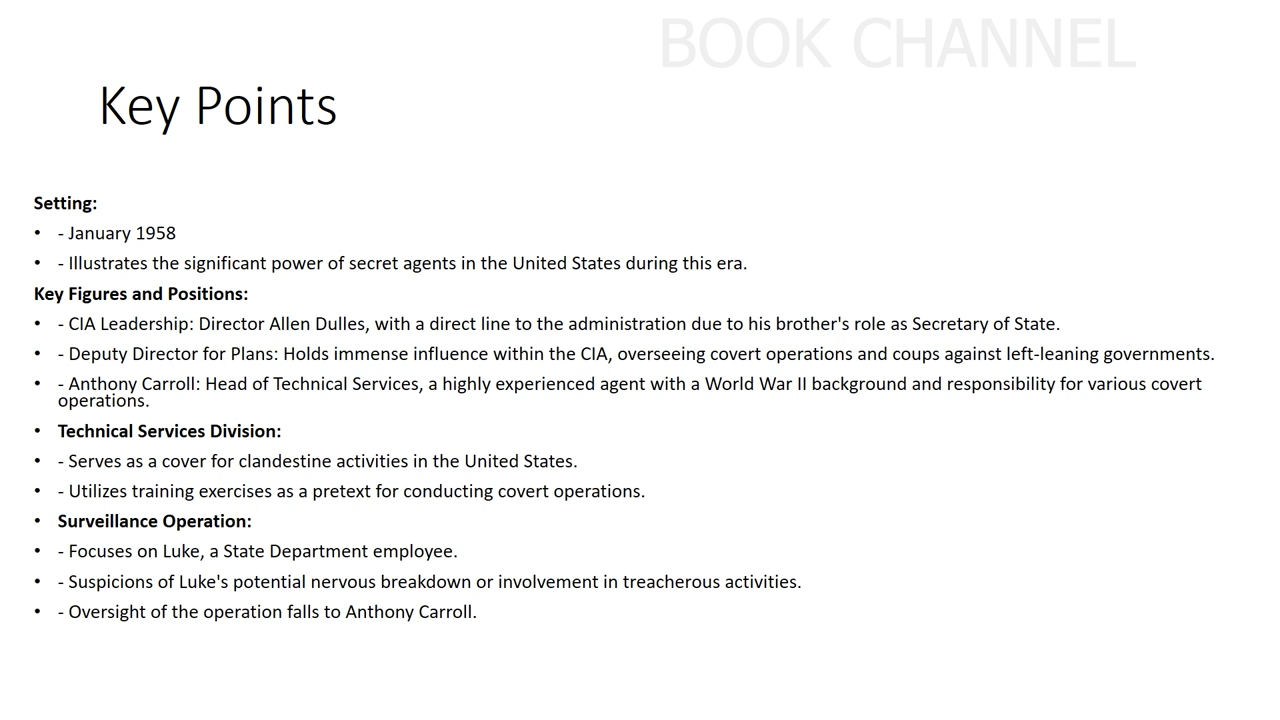 BOOK CHANNEL
Key Points
Setting:
• - January 1958
• - Illustrates the significant power of secret agents in the United States during this era.
Key Figures and Positions:
• - CIA Leadership: Director Allen Dulles, with a direct line to the administration due to his brother's role as Secretary of State.
• - Deputy Director for Plans: Holds immense influence within the CIA, overseeing covert operations and coups against left-leaning governments.
• - Anthony Carroll: Head of Technical Services, a highly experienced agent with a World War II background and responsibility for various covert
operations.
• Technical Services Division:
• - Serves as a cover for clandestine activities in the United States.
• - Utilizes training exercises as a pretext for conducting covert operations.
• Surveillance Operation:
• - Focuses on Luke, a State Department employee.
• - Suspicions of Luke's potential nervous breakdown or involvement in treacherous activities.
• - Oversight of the operation falls to Anthony Carroll.